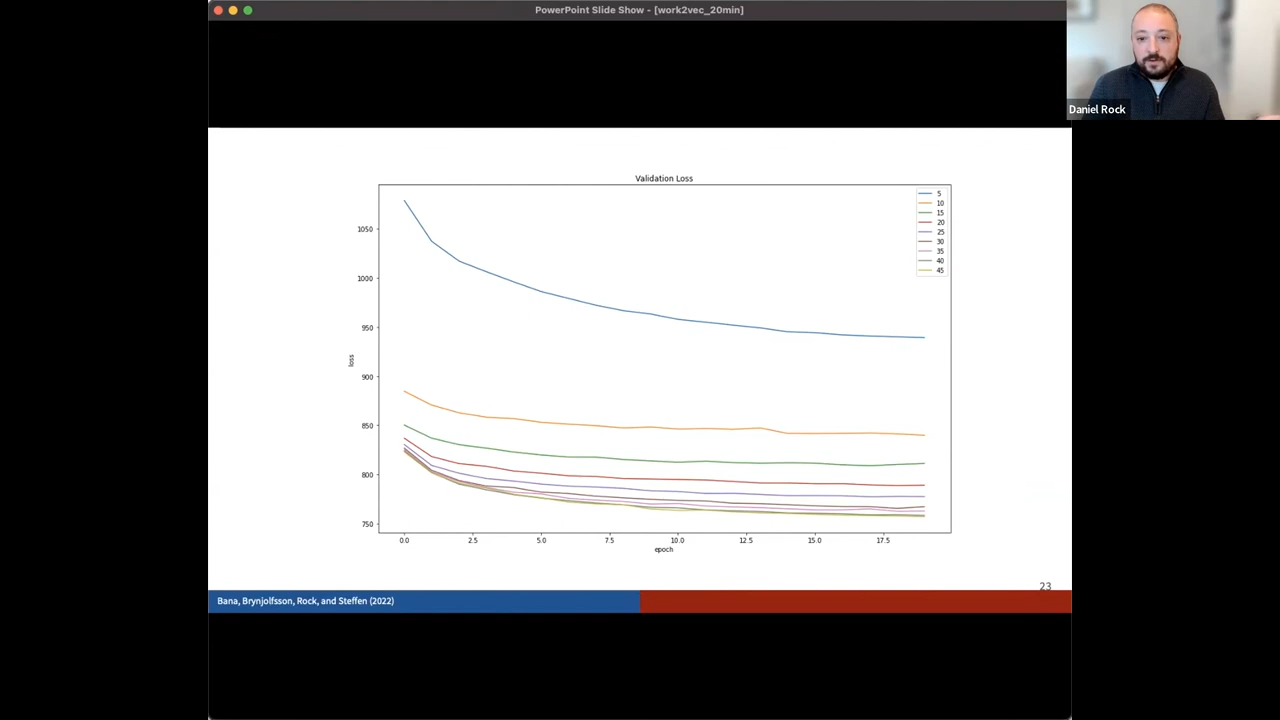 PowerPoint Slide Show - [work2vec_20min]
Daniel Rock
Validation Loss
5
10
15
20
25
30
35
40
45
1050
1000
950
900
850
800
750
loss
0.0 2.5 5.0 7.5 10.0 12.5 15.0 17.5
epoch
23
Bana, Brynjolfsson, Rock, and Steffen (2022)